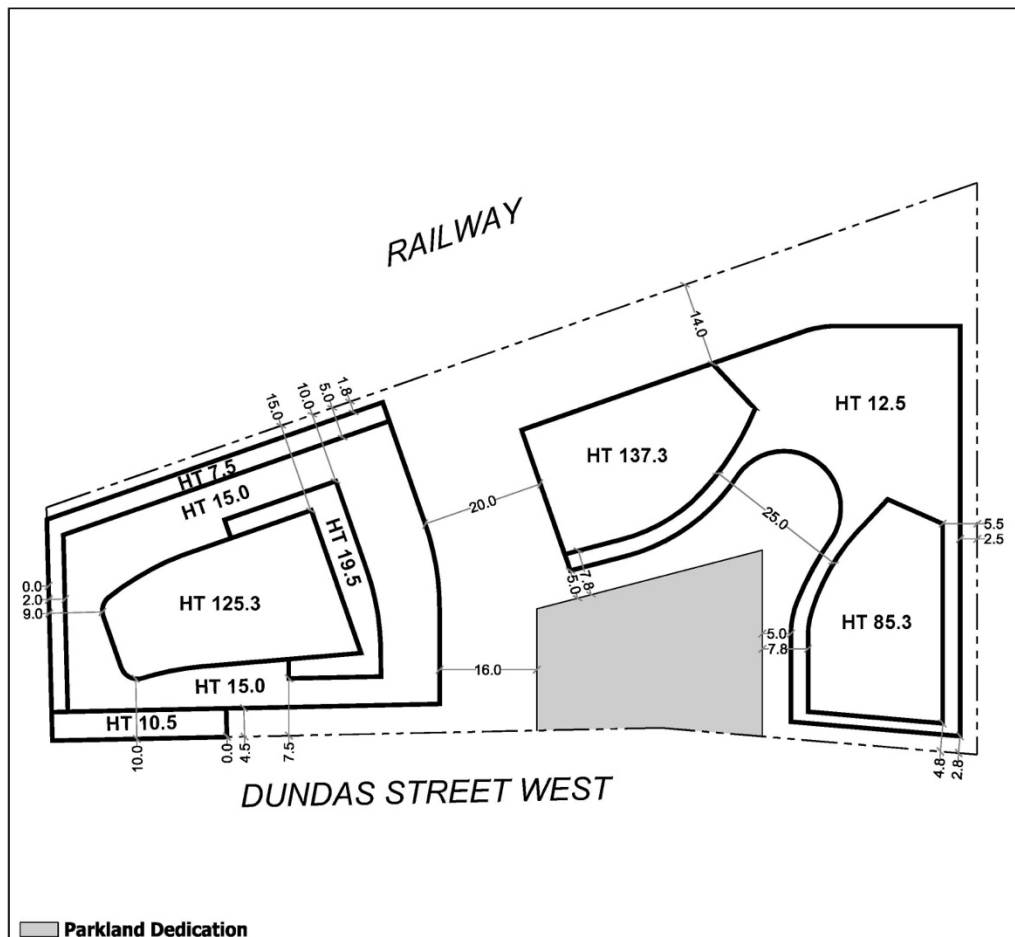 RAILWAY
14.0
1.8
5.0
10.0
15.0
HT 12.5
HT 137.3
HT 7.5
HT 15.0
20.0
25.0
5.5
2.5
HT 19.5
0.0
2.0
9.0
7.8
5.0
HT 125.3
HT 85.3
5.0
7.8
16.0
HT 15.0
HT 10.5
10.0
0.0
4.5
7.5
4.8
2.8
DUNDAS STREET WEST
Parkland Dedication